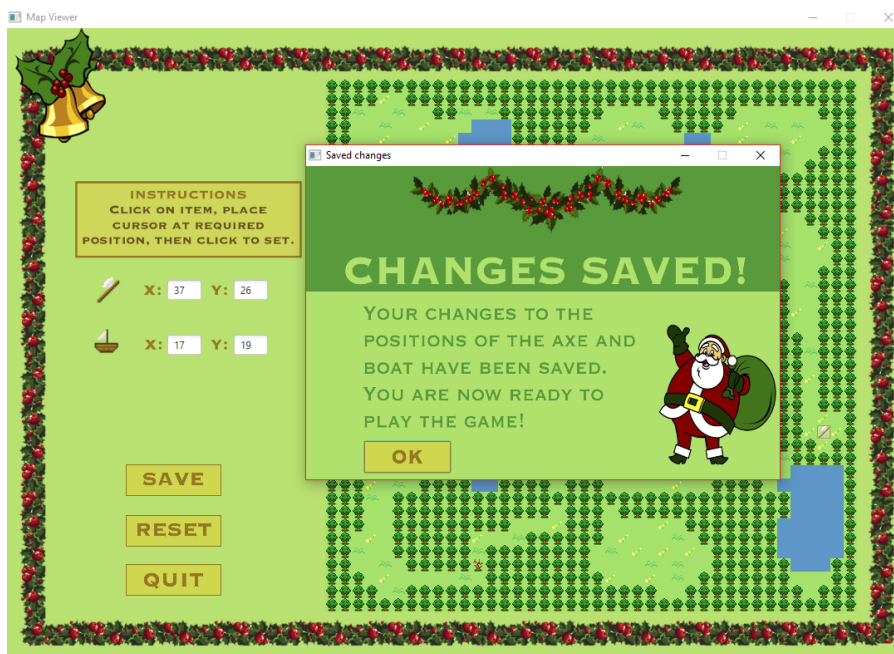 Map Viewer
Saved changes
INSTRUCTIONS
CLICK ON ITEM, PLACE
CURSOR AT REQUIRED
POSITION, THEN CLICK TO SET.
X: 37 Y: 26
X: 17 Y: 19
SAVE
RESET
QUIT
CHANGES SAVED!
YOUR CHANGES TO THE
POSITIONS OF THE AXE AND
BOAT HAVE BEEN SAVED.
YOU ARE NOW READY TO
PLAY THE GAME!
OK